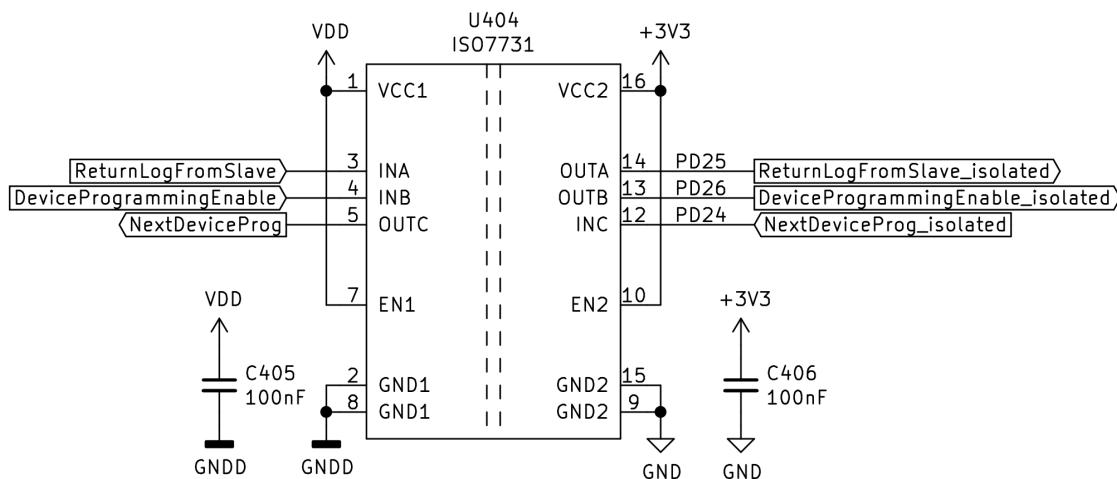 U404
ISO7731
VDD
+3V3
1 VCC1
VCC2 16
ReturnLogFromSlave 3 INA
OUTA 14 PD25 ReturnLogFromSlave_isolated
DeviceProgrammingEnable 4 INB
OUTB 13 PD26 DeviceProgrammingEnable_isolated
NextDeviceProg 5 OUTC
INC 12 PD24 NextDeviceProg_isolated
7 EN1
EN2 10
VDD
+3V3
C405
100nF
2 GND1
GND2 15
8 GND1
GND2 9
C406
100nF
GNDD
GNDD
GND
GND